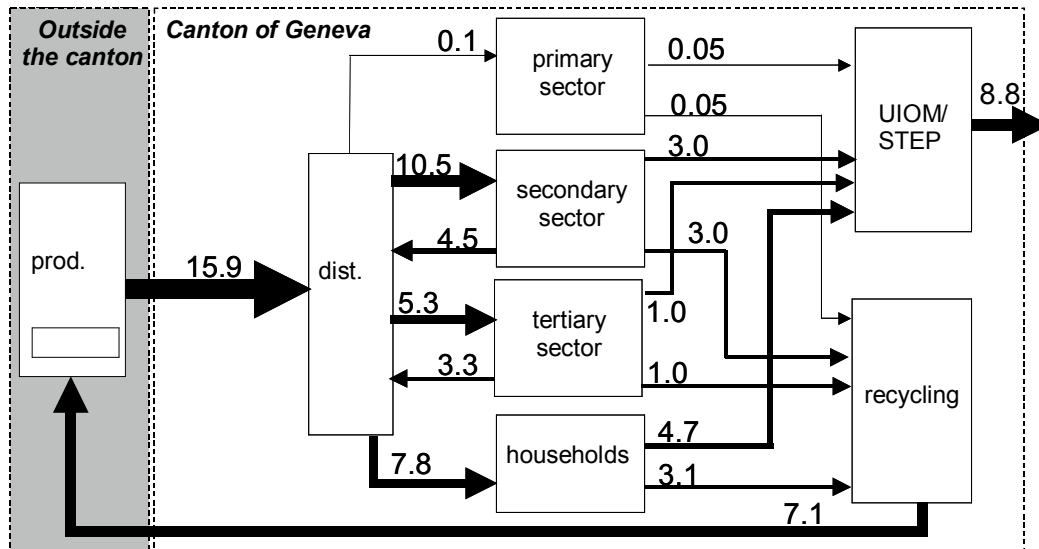 Outside
the canton
Canton of Geneva
0.1
primary
sector
0.05
0.05
UIOM/
STEP
8.8
10.5
secondary
sector
3.0
4.5
3.0
prod.
15.9
dist.
5.3
tertiary
sector
1.0
3.3
1.0
recycling
7.8
households
4.7
3.1
7.1